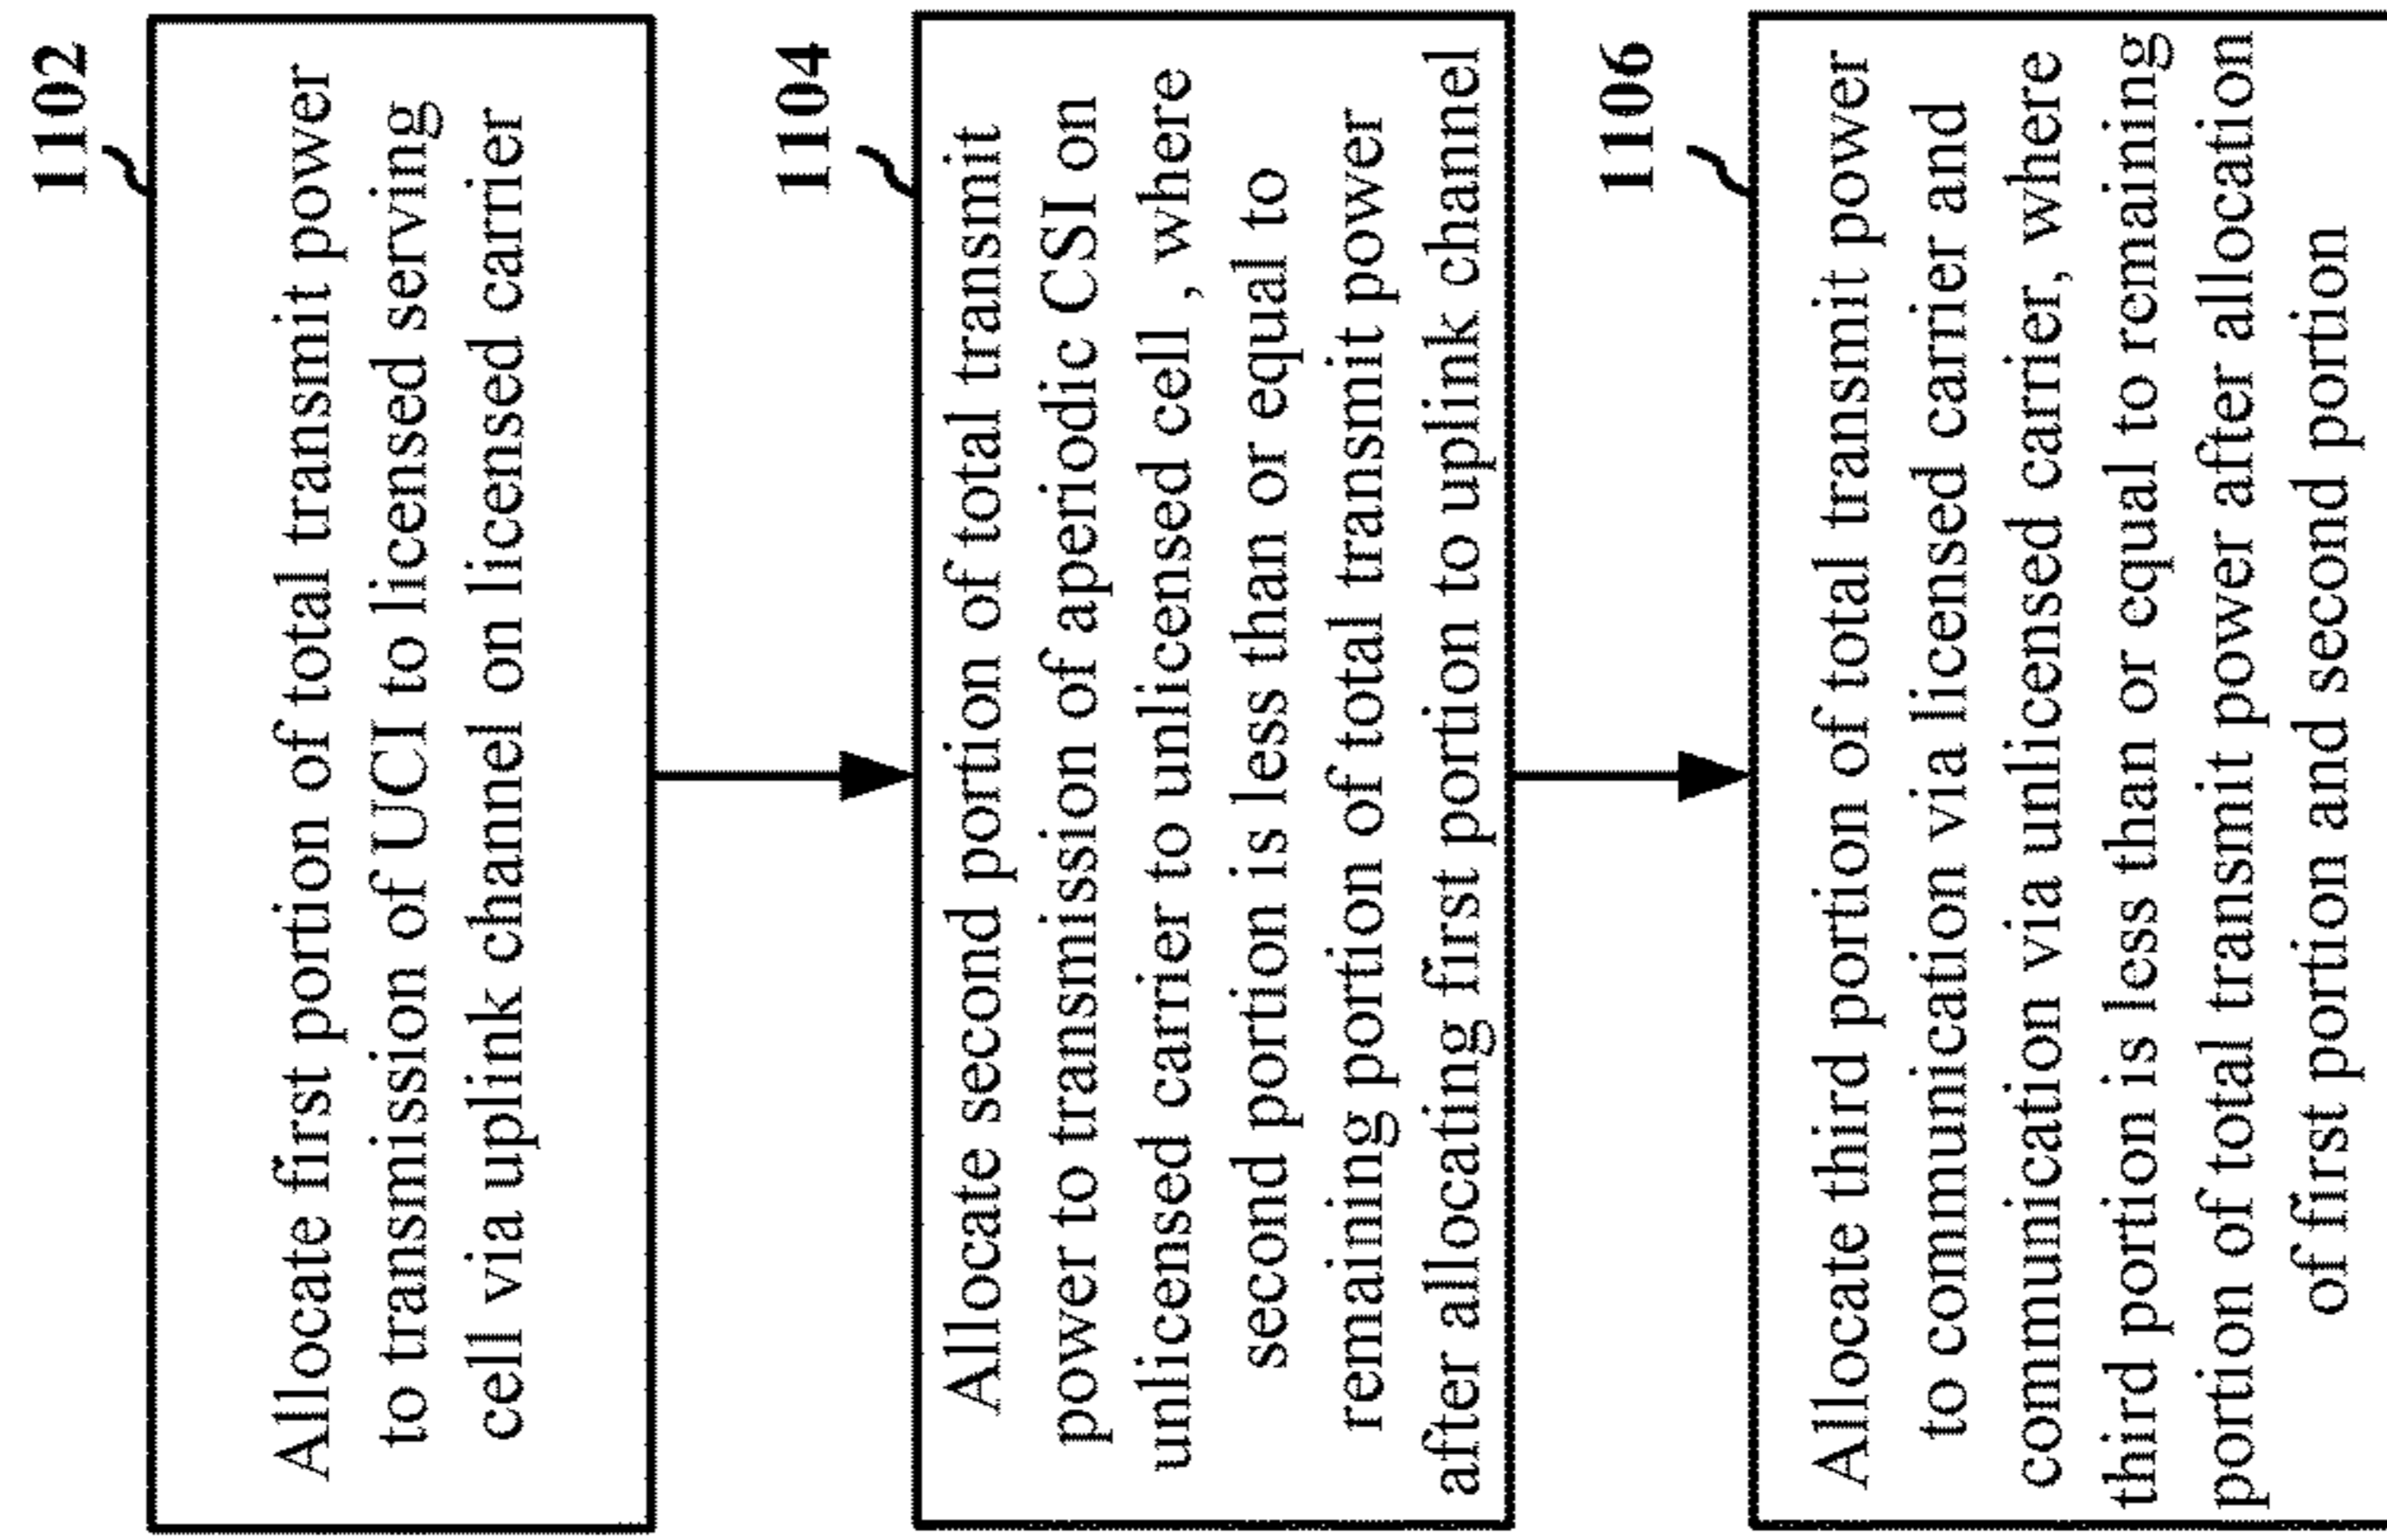 1102
Allocate first portion of total transmit power
to transmission of UCI to licensed serving
cell via uplink channel on licensed carrier
1104
Allocate second portion of total transmit
power to transmission of aperiodic CSI on
unlicensed carrier to unlicensed cell , where
second portion is less than or equal to
remaining portion of total transmit power
after allocating first portion to uplink channel
1106
Allocate third portion of total transmit power
to communication via licensed carrier and
communication via unlicensed carrier, where
third portion is less than or equal to remaining
portion of total transmit power after allocation
of first portion and second portion